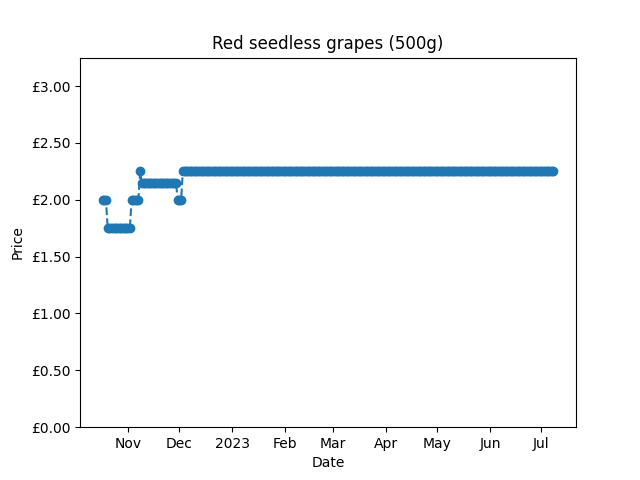 Red seedless grapes (500g)
£3.00
£2.50
£2.00
£1.50
£1.00
£0.50
£0.00
Price
Nov Dec 2023 Feb Mar Apr May Jun Jul
Date